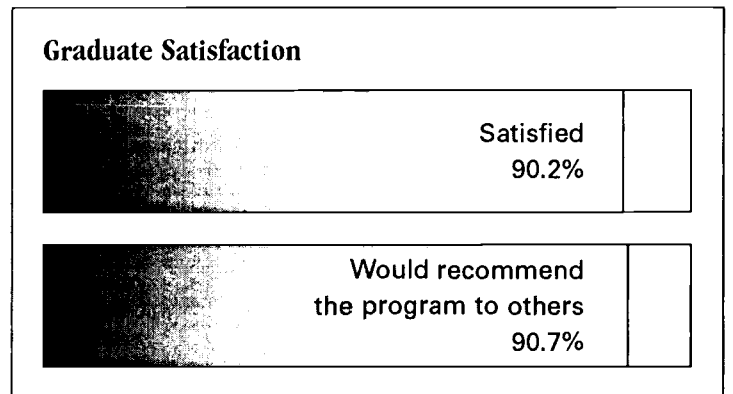 Graduate Satisfaction
Satisfied
90.2%
Would recommend
the program to others
90.7%